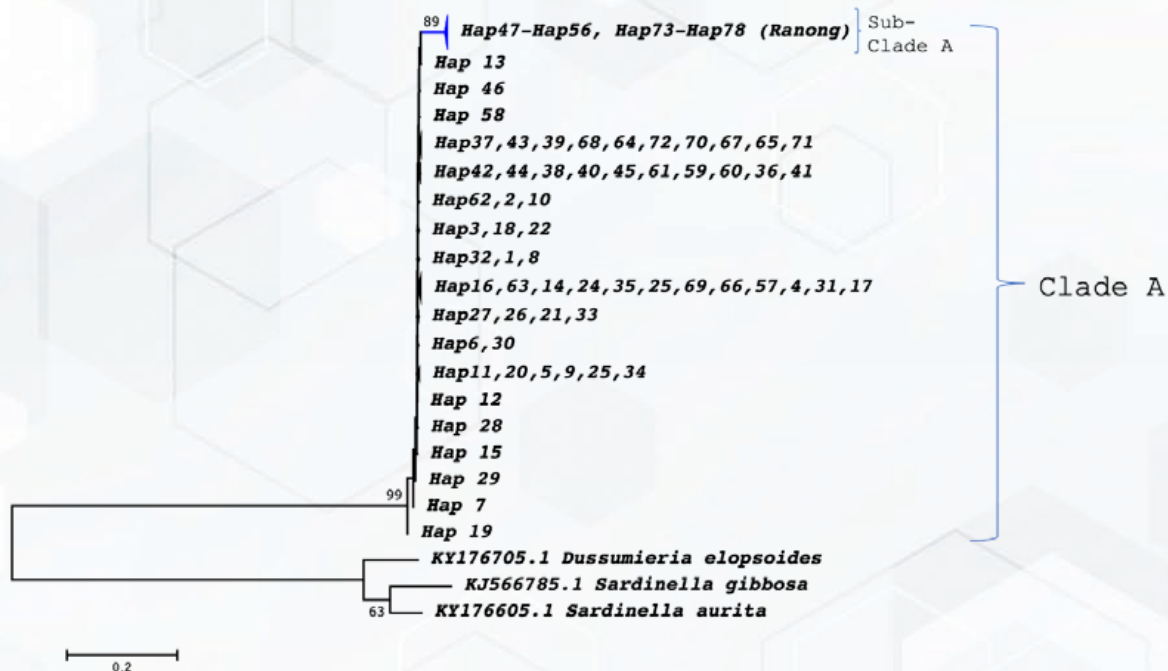 89
Hap47-Hap56, Hap73-Hap78 (Ranong)
Sub-
Clade A
Hap 13
Hap 46
Hap 58
Hap37,43,39,68,64,72,70,67,65,71
Hap42,44,38,40,45,61,59,60,36,41
Hap62,2,10
Hap3,18,22
Hap32,1,8
Hap16,63,14,24,35,25,69,66,57,4,31,17
Clade A
Hap27,26,21,33
Hap6,30
Hap11,20,5,9,25,34
Hap 12
Hap 28
Hap 15
Hap 29
99
Hap 7
Hap 19
KY176705.1 Dussumieria elopsoides
KJ566785.1 Sardinella gibbosa
63
KY176605.1 Sardinella aurita
0.2